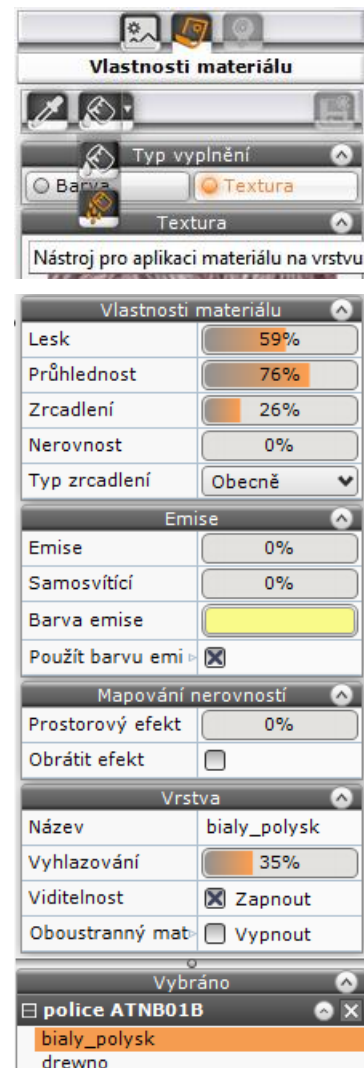 Vlastnosti materiálu
Typ vyplnění
Barva Textura
Textura
Nástroj pro aplikaci materiálu na vrstvu
Vlastnosti materiálu
Lesk 59%
Průhlednost 76%
Zrcadlení 26%
Nerovnost 0%
Typ zrcadlení Obecně
Emise
Emise 0%
Samosvítící 0%
Barva emise
Použít barvu emi
Mapování nerovností
Prostorový efekt 0%
Obrátit efekt
Vrstva
Název bialy_polysk
Vyhlazování 35%
Viditelnost Zapnout
Oboustranný mat Vypnout
Vybráno
police ATNB01B
bialy_polysk
drewno